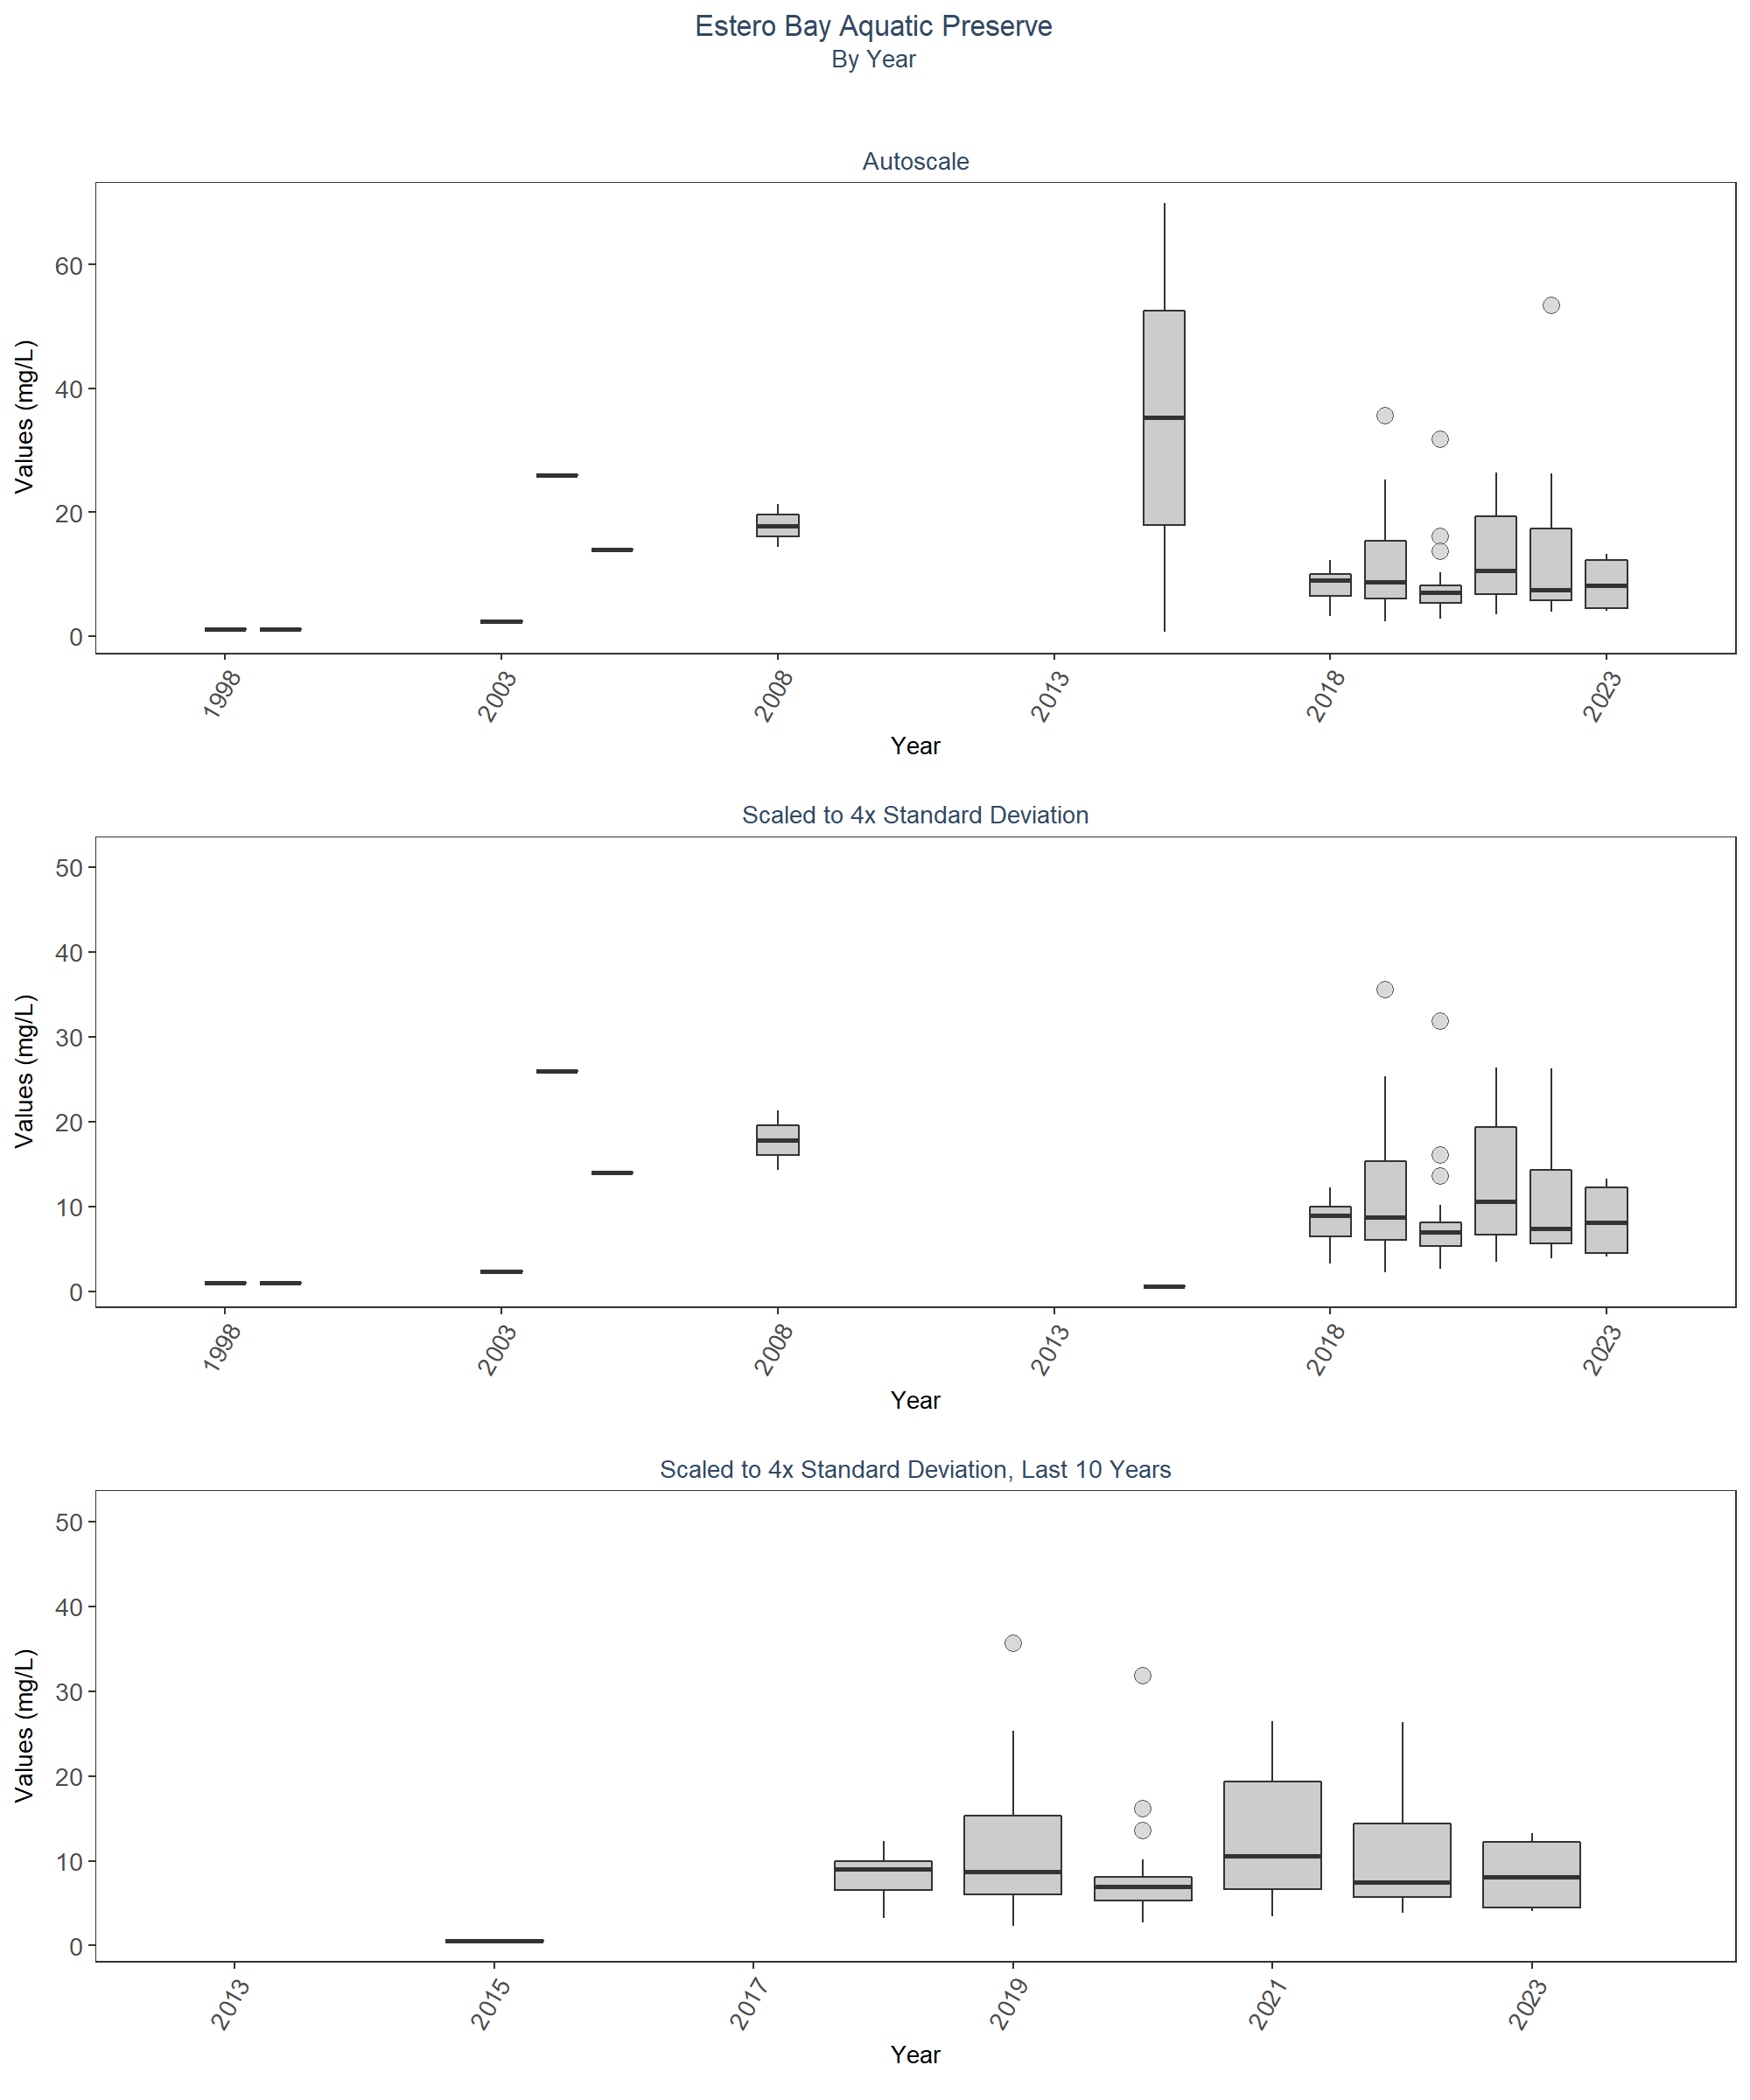 Estero Bay Aquatic Preserve
By Year
Autoscale
Values (mg/L)
60
40
20
0
1998 2003 2008 2013 2018 2023
Year
Scaled to 4x Standard Deviation
Values (mg/L)
50
40
30
20
10
0
1998 2003 2008 2013 2018 2023
Year
Scaled to 4x Standard Deviation, Last 10 Years
Values (mg/L)
50
40
30
20
10
0
2013 2015 2017 2019 2021 2023
Year